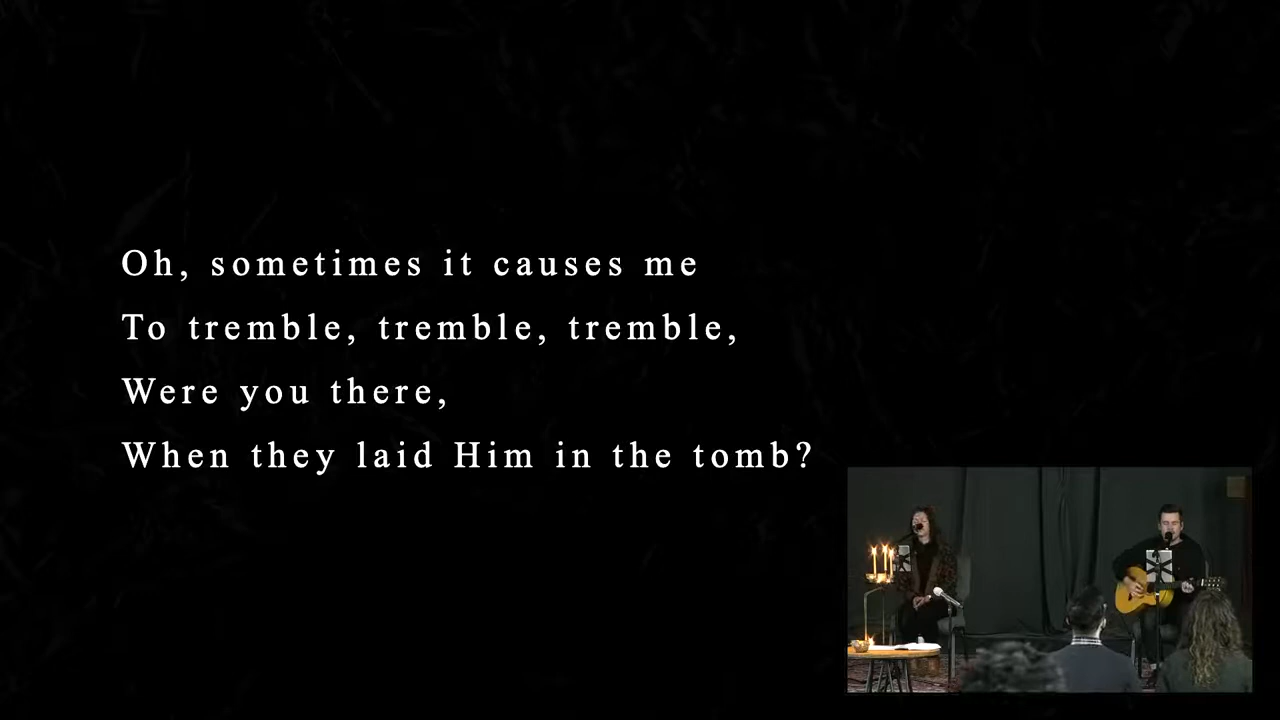 Oh, sometimes it causes me
To tremble, tremble, tremble,
Were you there,
When they laid Him in the tomb?